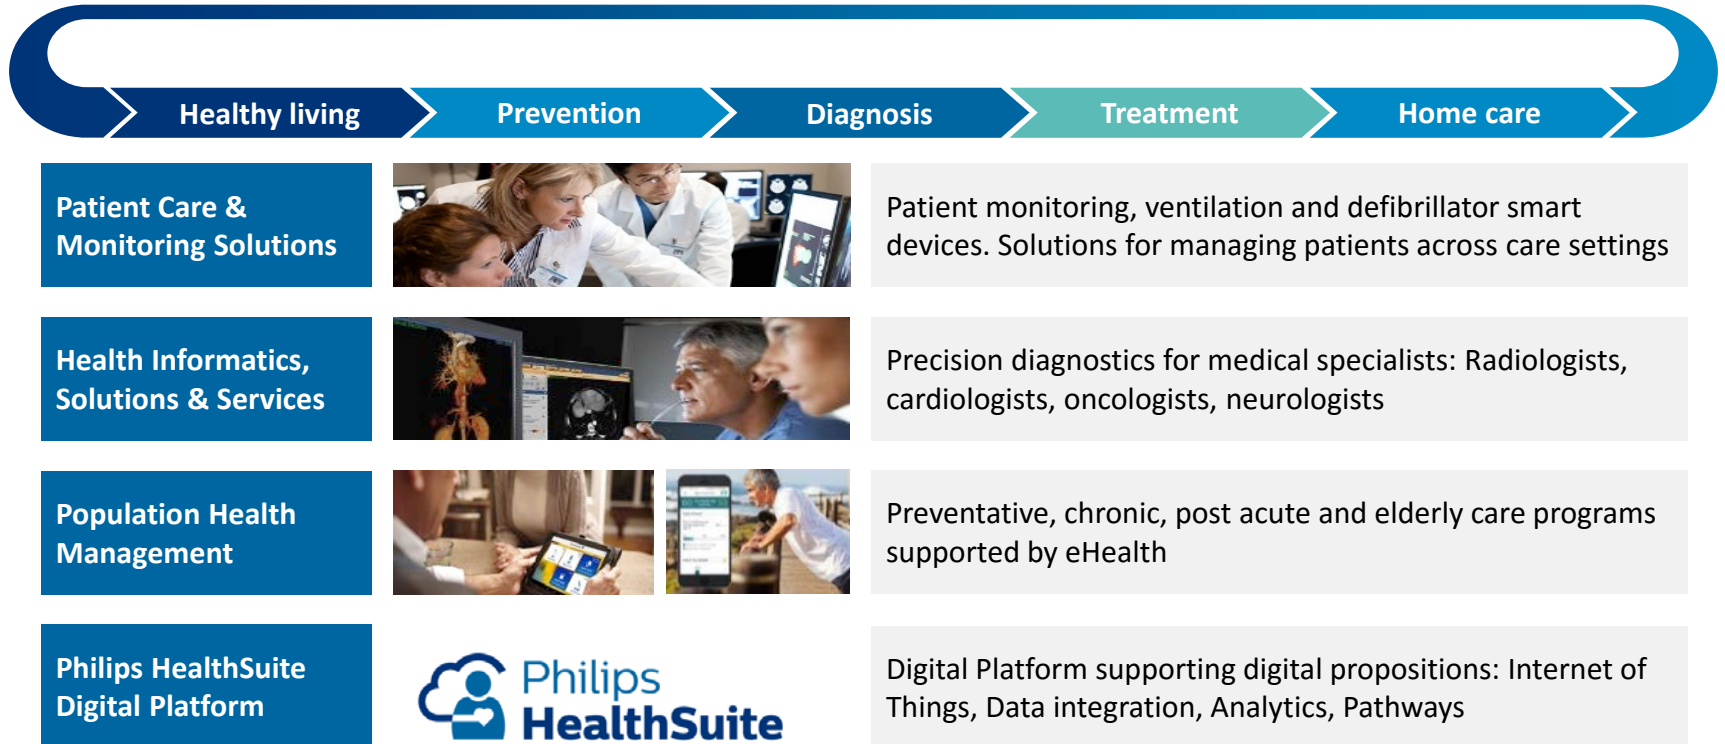 Healthy living
Prevention
Diagnosis
Treatment
Home care
Patient Care &
Monitoring Solutions
Patient monitoring, ventilation and defibrillator smart
devices. Solutions for managing patients across care settings
Health Informatics,
Solutions & Services
Precision diagnostics for medical specialists: Radiologists,
cardiologists, oncologists, neurologists
Population Health
Management
Preventative, chronic, post acute and elderly care programs
supported by eHealth
Philips HealthSuite
Digital Platform
Philips
HealthSuite
Digital Platform supporting digital propositions: Internet of
Things, Data integration, Analytics, Pathways